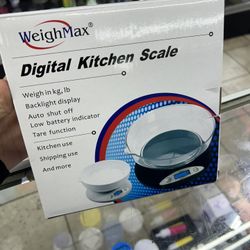 WeighMax®
Digital Kitchen Scale
Weigh in kg, lb
Backlight display
Auto shut off
Low battery indicator
Tare function
Kitchen use
Shipping use
And more